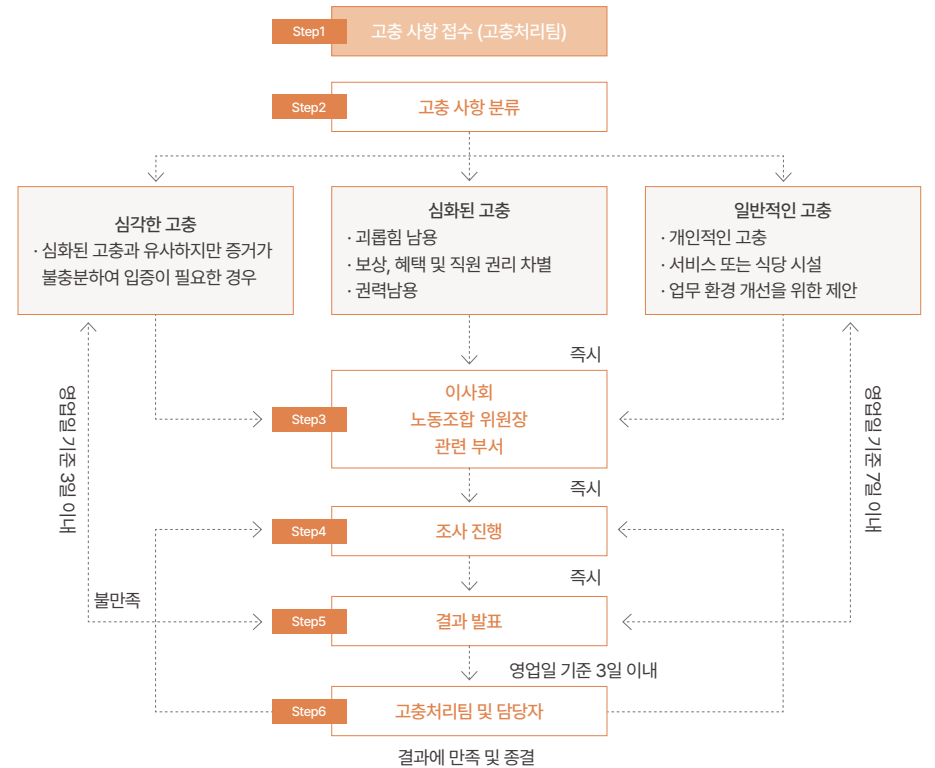 Step1
고충 사항 접수 (고충처리팀)
Step2
고충 사항 분류
심각한 고충
· 심화된 고충과 유사하지만 증거가
불충분하여 입증이 필요한 경우
심화된 고충
· 괴롭힘 남용
· 보상, 혜택 및 직원 권리 차별
· 권력남용
일반적인 고충
· 개인적인 고충
· 서비스 또는 식당 시설
· 업무 환경 개선을 위한 제안
즉시
영업일 기준 3일 이내
Step3
이사회
노동조합 위원장
관련 부서
영업일 기준 7일 이내
즉시
Step4
조사 진행
즉시
불만족
Step5
결과 발표
영업일 기준 3일 이내
Step6
고충처리팀 및 담당자
결과에 만족 및 종결